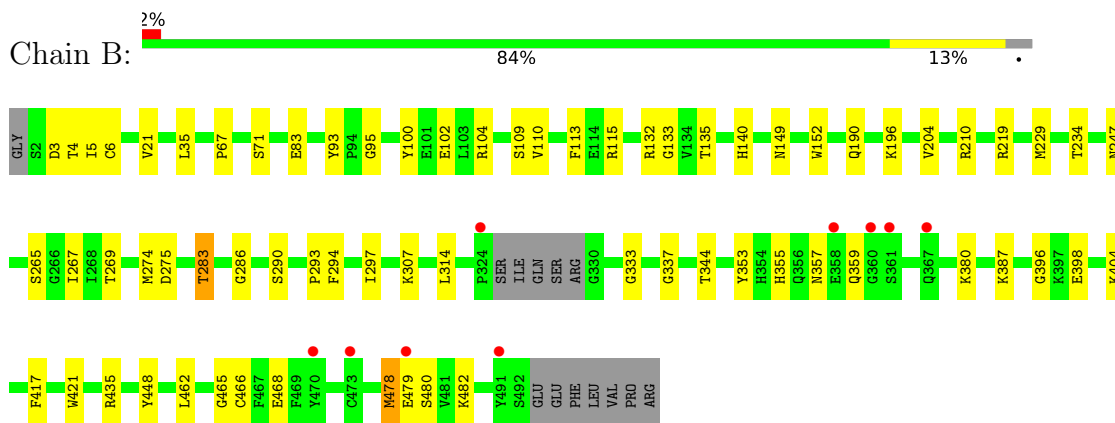 2%
Chain B:
84% 13% •
GLY S2 D3 T4 I5 C6 V21 L35 P67 S71 E83 Y93 P94 G95 Y100 E101 E102 L103 R104 S109 V110 F113 E114 R115 R132 G133 V134 T135 H140 N149 W152 Q190 K196 V204 R210 R219 M229 T234 N247
S265 G266 I267 I268 T269 M274 D275 T283 G286 S290 P293 F294 I297 K307 L314 P324 SER ILE GLN SER ARG G330 G333 G337 T344 Y353 H354 H355 Q356 N357 E358 Q359 G360 S361 Q367 K380 K387 G396 K397 E398 K404
F417 W421 R435 Y448 L462 G465 C466 F467 E468 F469 Y470 C473 M478 E479 S480 V481 K482 Y491 S492 GLU GLU PHE LEU VAL PRO ARG